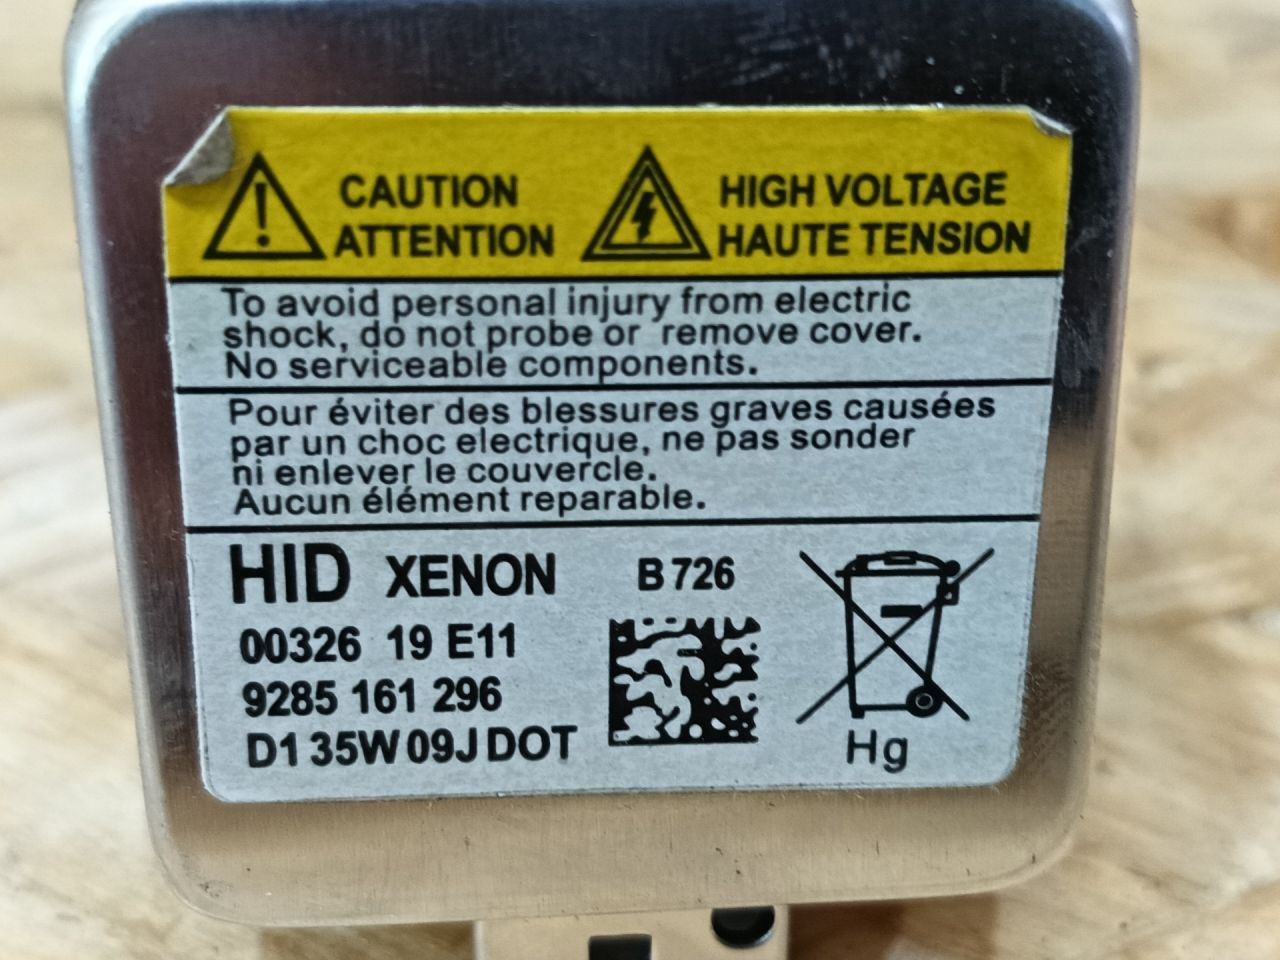 CAUTION
ATTENTION
HIGH VOLTAGE
HAUTE TENSION
To avoid personal injury from electric
shock, do not probe or remove cover.
No serviceable components.
Pour éviter des blessures graves causées
par un choc electrique, ne pas sonder
ni enlever le couvercle.
Aucun élément reparable.
HID XENON
B 726
00326 19 E11
9285 161 296
D1 35W 09J DOT
Hg